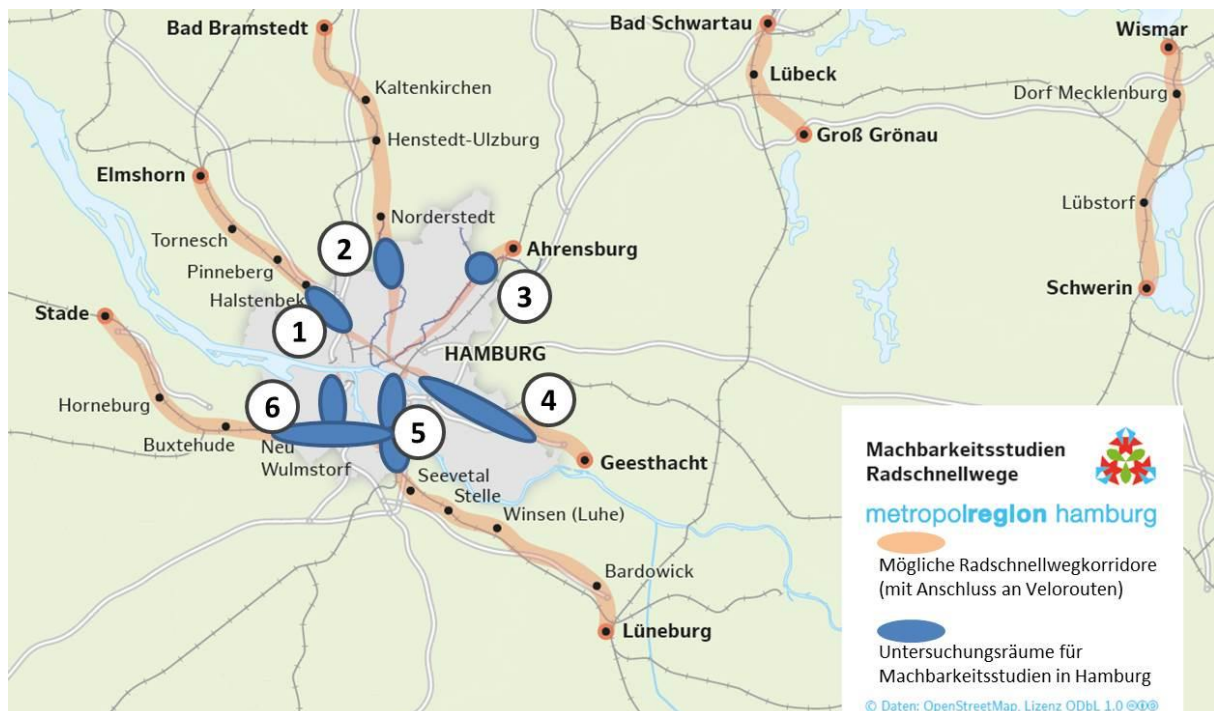 Bad Bramstedt
Bad Schwartau
Wismar
Kaltenkirchen
Lübeck
Dorf Mecklenburg
Henstedt-Ulzburg
Groß Grönau
Elmshorn
Lübstorf
Norderstedt
Tornesch
2
Ahrensburg
Pinneberg
3
Schwerin
Halstenbek
Stade
1
HAMBURG
Horneburg
6
4
5
Buxtehude
Neu
Wulmstorf
Geesthacht
Seevetal
Stelle
Winsen (Luhe)
Bardowick
Lüneburg
Machbarkeitsstudien
Radschnellwege
metropolregion hamburg
Mögliche Radschnellwegkorridore
(mit Anschluss an Velorouten)
Untersuchungsräume für
Machbarkeitsstudien in Hamburg
© Daten: OpenStreetMap, Lizenz ODbL 1.0